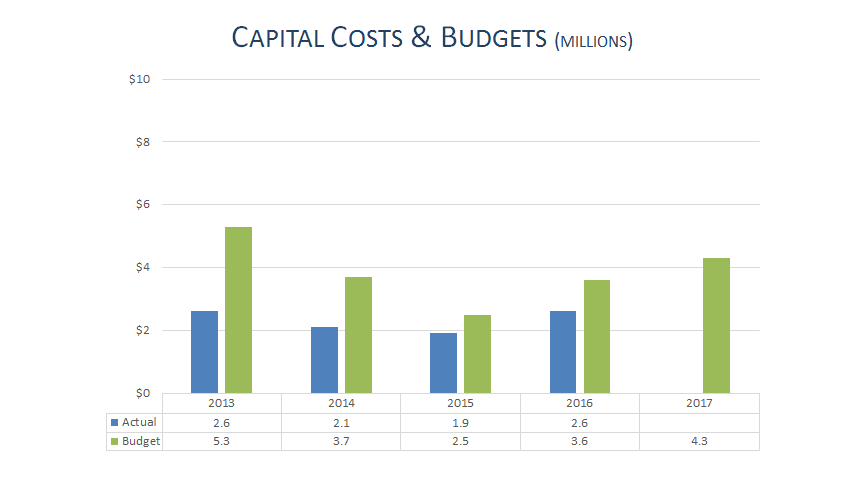 CAPITAL COSTS & BUDGETS (MILLIONS)
$10
$8
$6
$4
$2
$0
2013 2014 2015 2016 2017
Actual 2.6 2.1 1.9 2.6
Budget 5.3 3.7 2.5 3.6 4.3